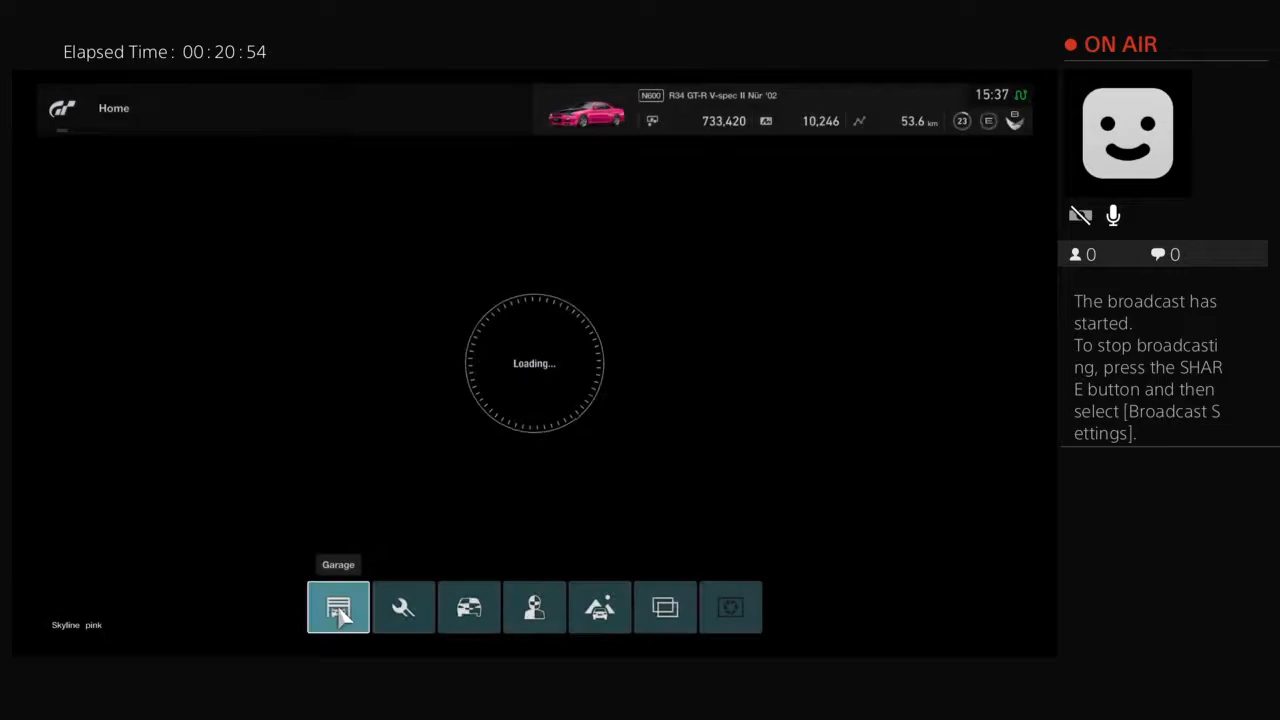 Elapsed Time: 00:20:54
ON AIR
Home
N600 R34 GT-R V-spec II Nür '02
15:37
733,420 10,246 53.6 km 23 E B
0 0
The broadcast has
started.
To stop broadcasti
ng, press the SHAR
E button and then
select [Broadcast S
ettings].
Loading...
Garage
Skyline pink